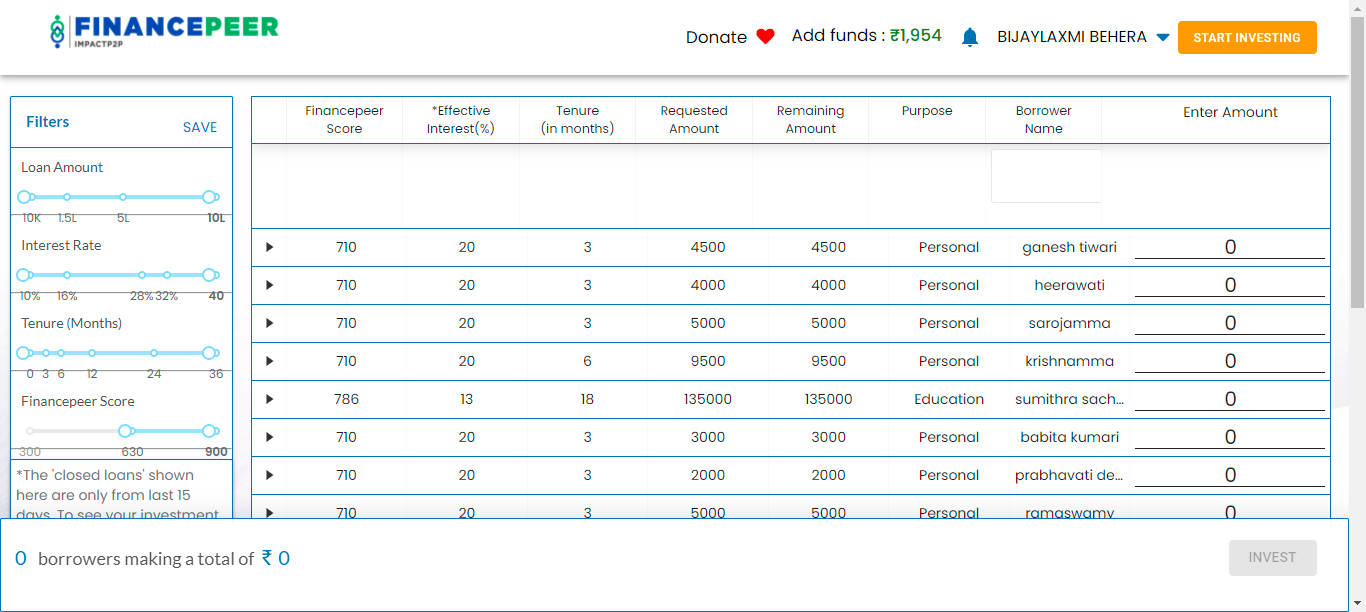 FINANCEPEER
IMPACTP2P
Donate
Add funds : ₹1,954
BIJAYLAXMI BEHERA
START INVESTING
Filters
SAVE
Loan Amount
10K 1.5L 5L 10L
Interest Rate
10% 16% 28% 32% 40
Tenure (Months)
0 3 6 12 24 36
Financepeer Score
300 630 900
*The 'closed loans' shown
here are only from last 15
days. To see your investment
Financepeer Score *Effective Interest(%) Tenure (in months) Requested Amount Remaining Amount Purpose Borrower Name Enter Amount
710 20 3 4500 4500 Personal ganesh tiwari 0
710 20 3 4000 4000 Personal heerawati 0
710 20 3 5000 5000 Personal sarojamma 0
710 20 6 9500 9500 Personal krishnamma 0
786 13 18 135000 135000 Education sumithra sach... 0
710 20 3 3000 3000 Personal babita kumari 0
710 20 3 2000 2000 Personal prabhavati de... 0
710 20 3 5000 5000 Personal ramaswamy 0
0 borrowers making a total of ₹ 0
INVEST